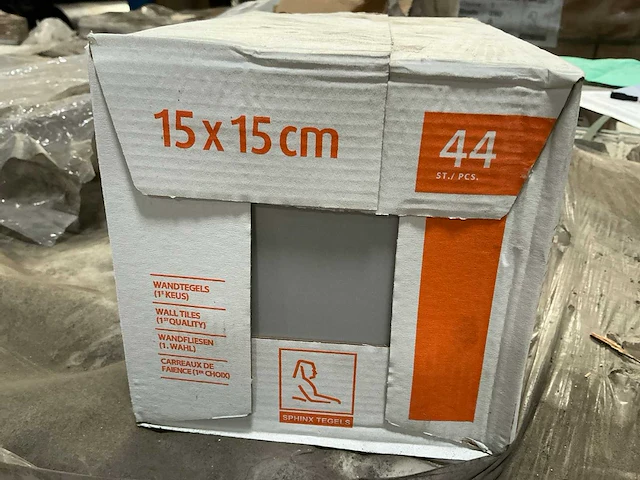 15 x 15 cm
44
ST./ PCS.
WANDTEGELS
(1e KEUS)
WALL TILES
(1ST QUALITY)
WANDFLIESEN
(1. WAHL)
CARREAUX DE
FAIENCE (1ER CHOIX)
SPHINX TEGELS